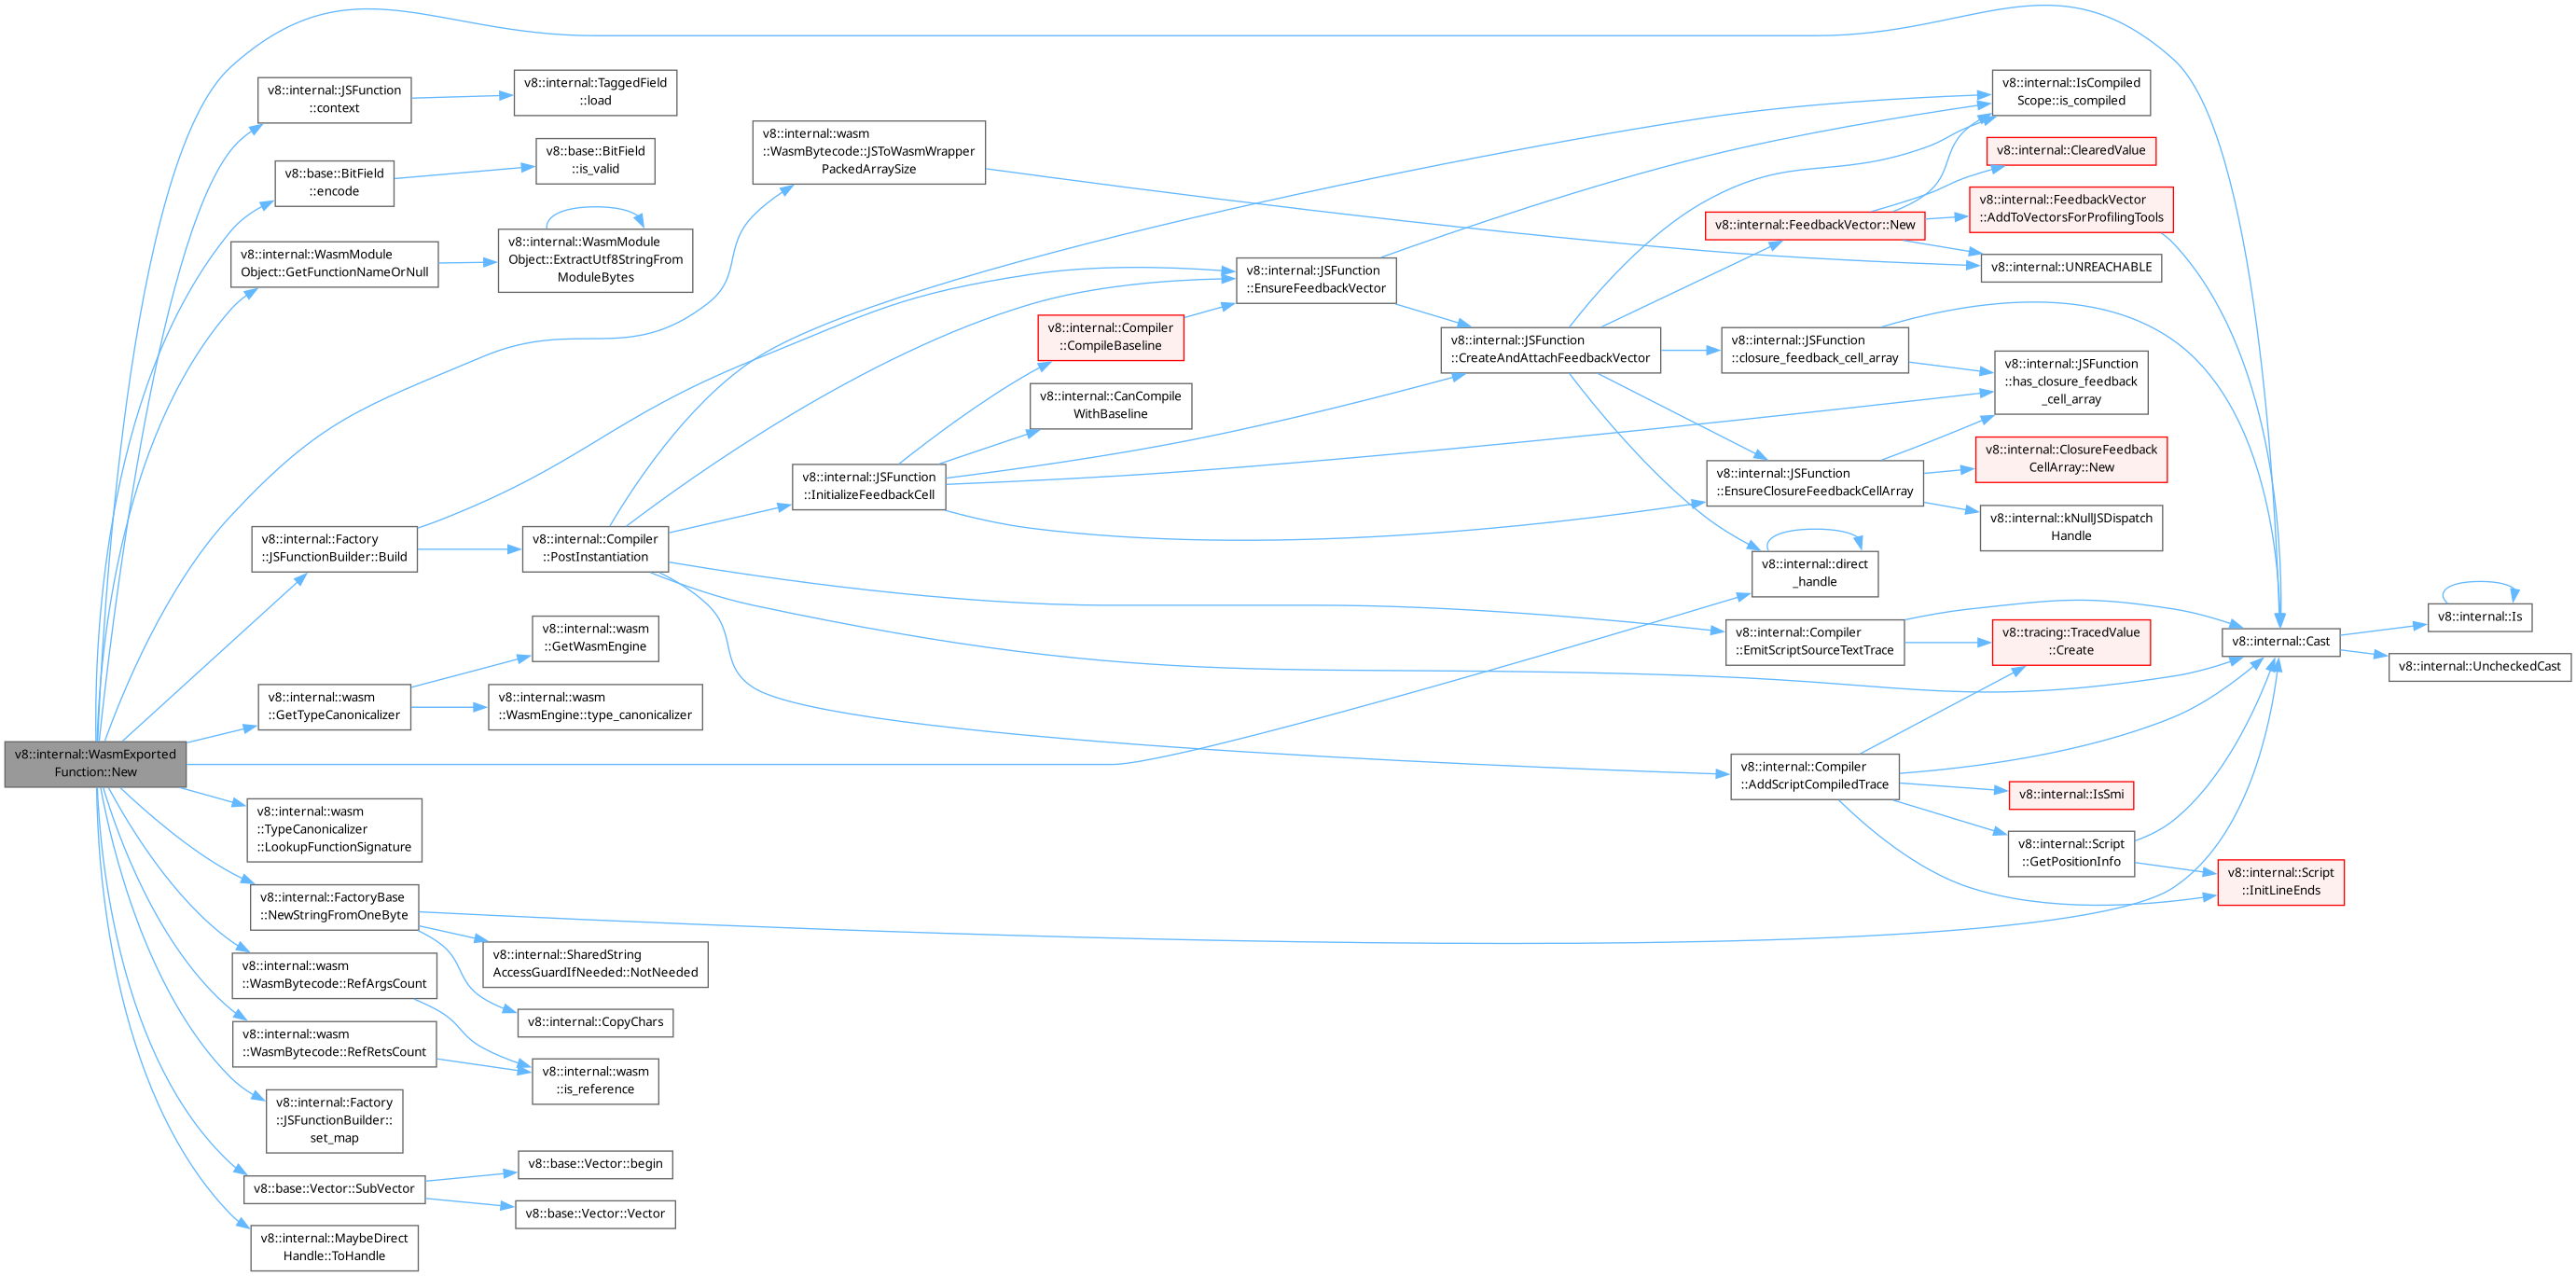 v8::internal::WasmExported
Function::New
v8::internal::JSFunction
::context
v8::internal::TaggedField
::load
v8::base::BitField
::encode
v8::base::BitField
::is_valid
v8::internal::WasmModule
Object::GetFunctionNameOrNull
v8::internal::WasmModule
Object::ExtractUtf8StringFrom
ModuleBytes
v8::internal::wasm
::WasmBytecode::JSToWasmWrapper
PackedArraySize
v8::internal::Factory
::JSFunctionBuilder::Build
v8::internal::Compiler
::PostInstantiation
v8::internal::JSFunction
::InitializeFeedbackCell
v8::internal::Compiler
::CompileBaseline
v8::internal::CanCompile
WithBaseline
v8::internal::JSFunction
::EnsureFeedbackVector
v8::internal::JSFunction
::CreateAndAttachFeedbackVector
v8::internal::FeedbackVector::New
v8::internal::IsCompiled
Scope::is_compiled
v8::internal::ClearedValue
v8::internal::FeedbackVector
::AddToVectorsForProfilingTools
v8::internal::UNREACHABLE
v8::internal::JSFunction
::closure_feedback_cell_array
v8::internal::JSFunction
::has_closure_feedback
_cell_array
v8::internal::JSFunction
::EnsureClosureFeedbackCellArray
v8::internal::ClosureFeedback
CellArray::New
v8::internal::kNullJSDispatch
Handle
v8::internal::direct
_handle
v8::internal::Compiler
::EmitScriptSourceTextTrace
v8::tracing::TracedValue
::Create
v8::internal::Cast
v8::internal::Is
v8::internal::UncheckedCast
v8::internal::Compiler
::AddScriptCompiledTrace
v8::internal::IsSmi
v8::internal::Script
::GetPositionInfo
v8::internal::Script
::InitLineEnds
v8::internal::wasm
::GetTypeCanonicalizer
v8::internal::wasm
::GetWasmEngine
v8::internal::wasm
::WasmEngine::type_canonicalizer
v8::internal::wasm
::TypeCanonicalizer
::LookupFunctionSignature
v8::internal::FactoryBase
::NewStringFromOneByte
v8::internal::SharedString
AccessGuardIfNeeded::NotNeeded
v8::internal::CopyChars
v8::internal::wasm
::WasmBytecode::RefArgsCount
v8::internal::wasm
::WasmBytecode::RefRetsCount
v8::internal::wasm
::is_reference
v8::internal::Factory
::JSFunctionBuilder::
set_map
v8::base::Vector::SubVector
v8::base::Vector::begin
v8::base::Vector::Vector
v8::internal::MaybeDirect
Handle::ToHandle